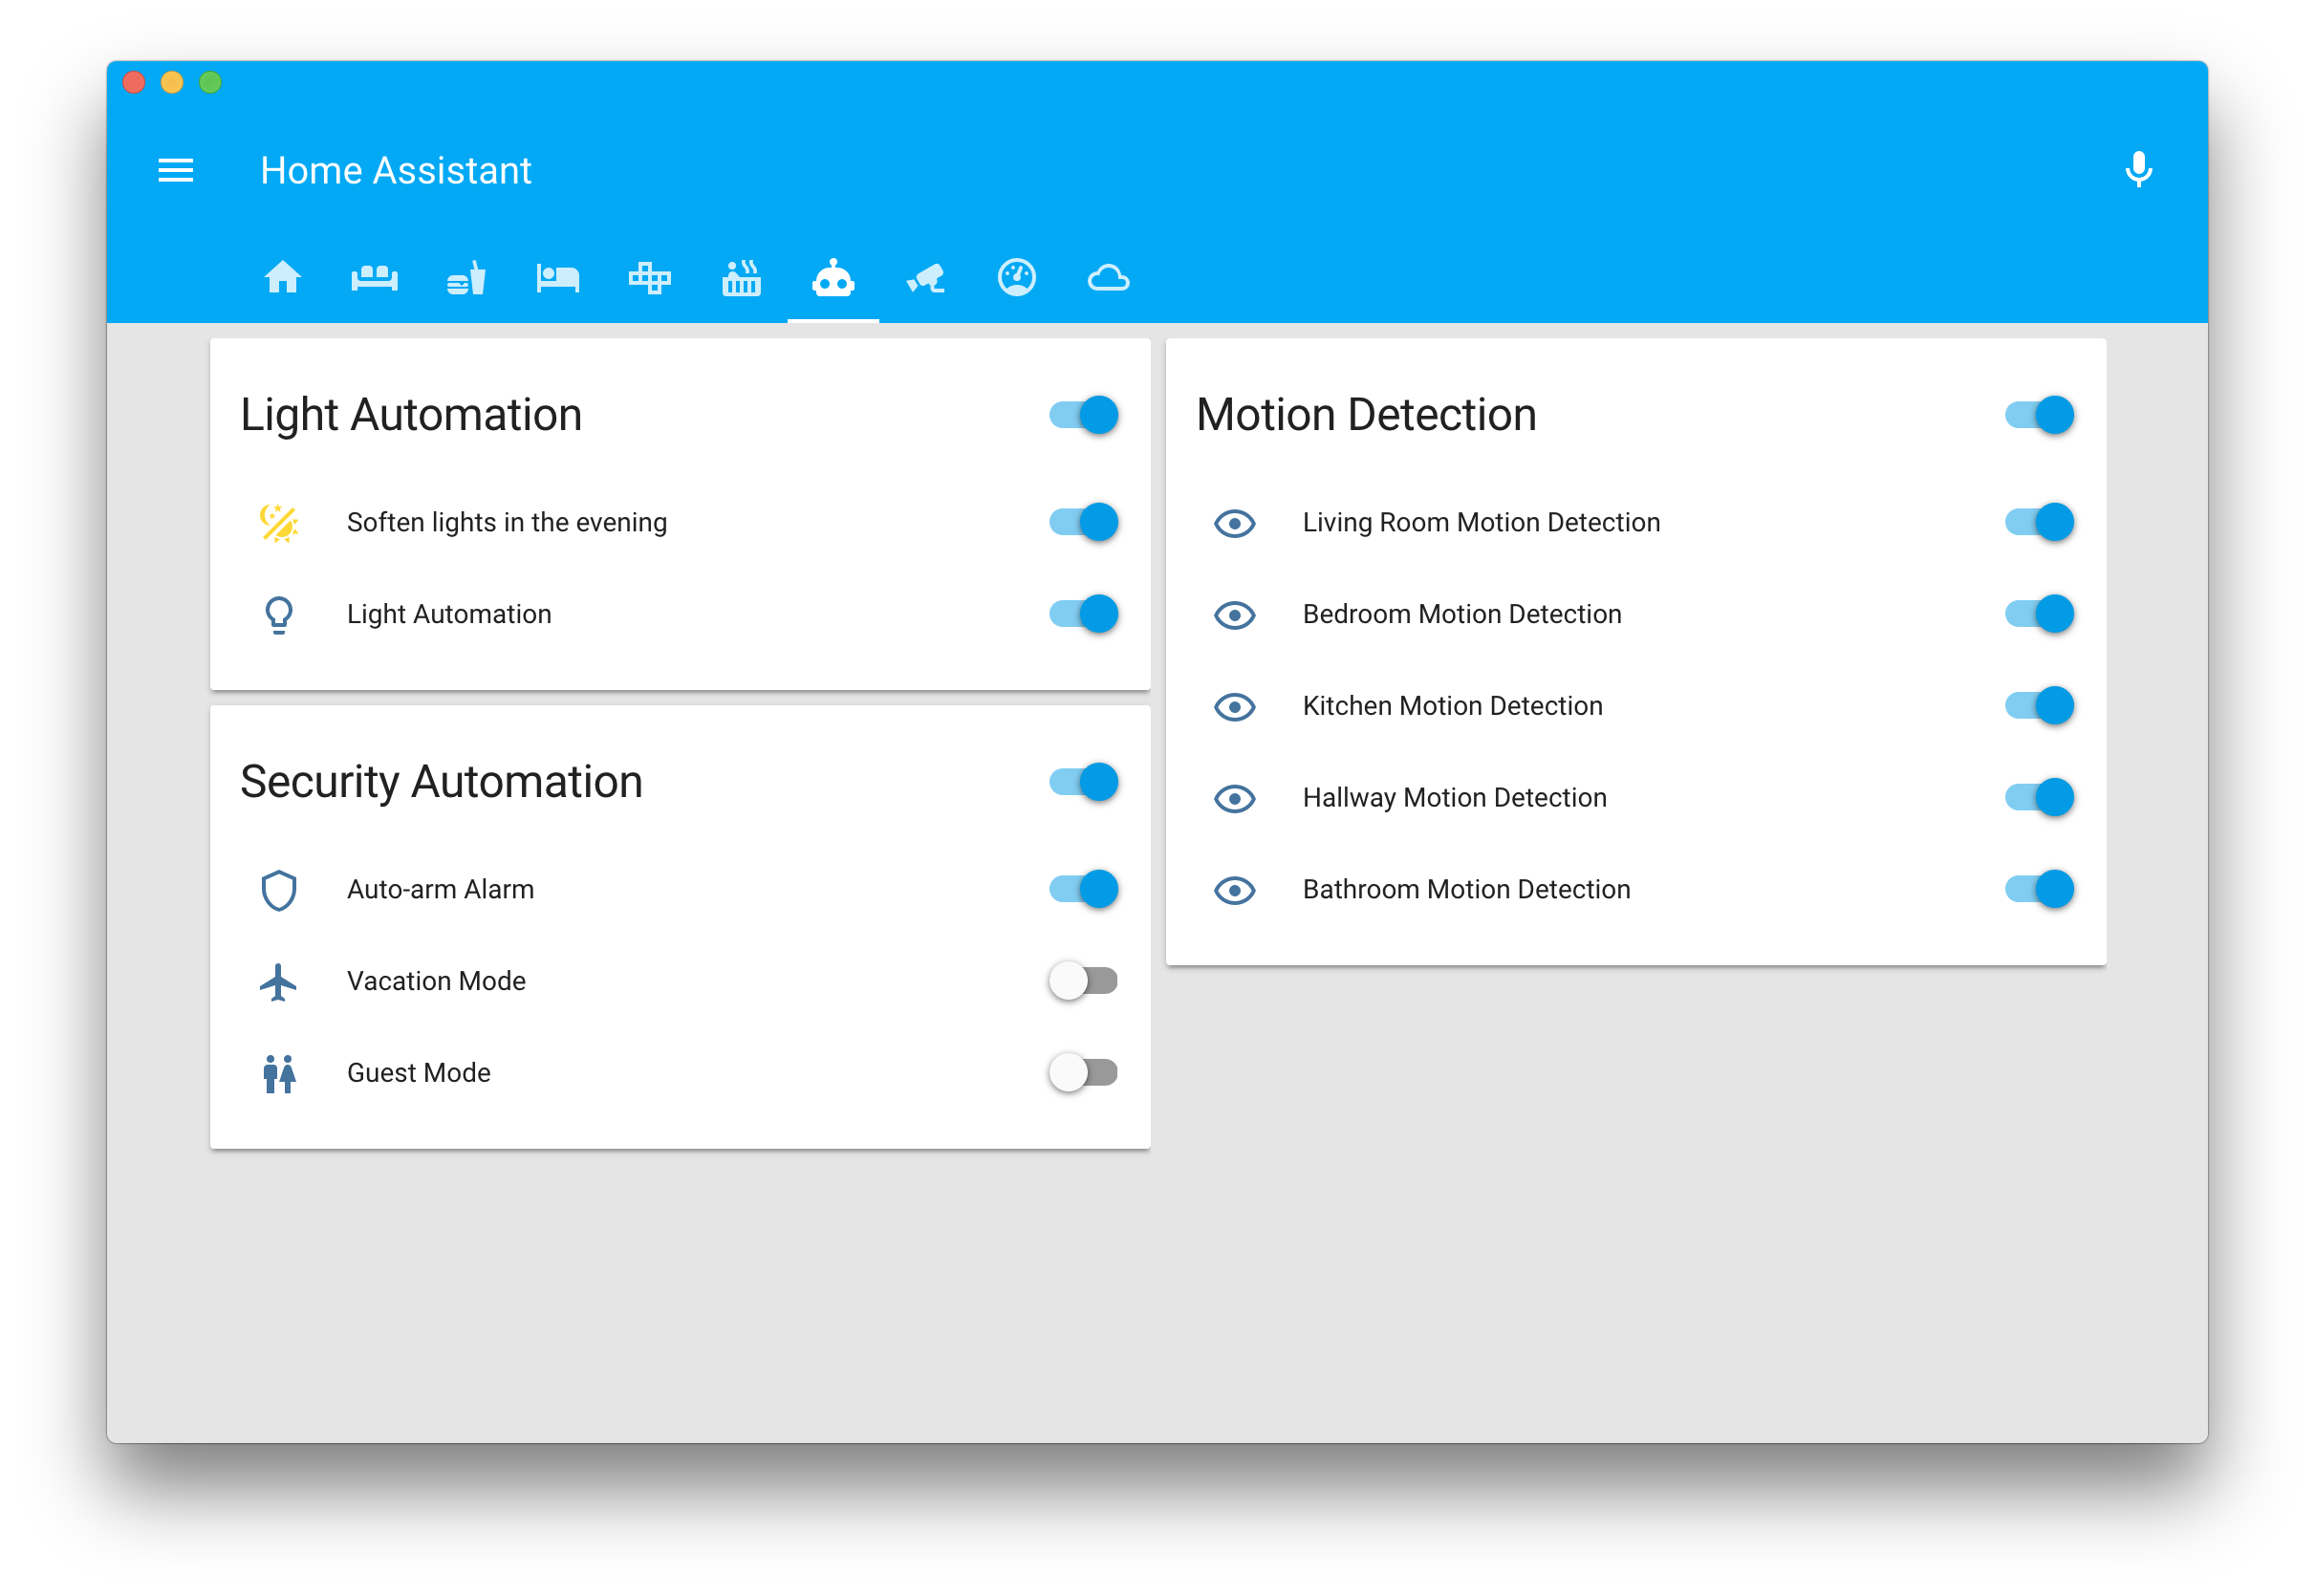 Home Assistant
Light Automation
Soften lights in the evening
Light Automation
Security Automation
Auto-arm Alarm
Vacation Mode
Guest Mode
Motion Detection
Living Room Motion Detection
Bedroom Motion Detection
Kitchen Motion Detection
Hallway Motion Detection
Bathroom Motion Detection